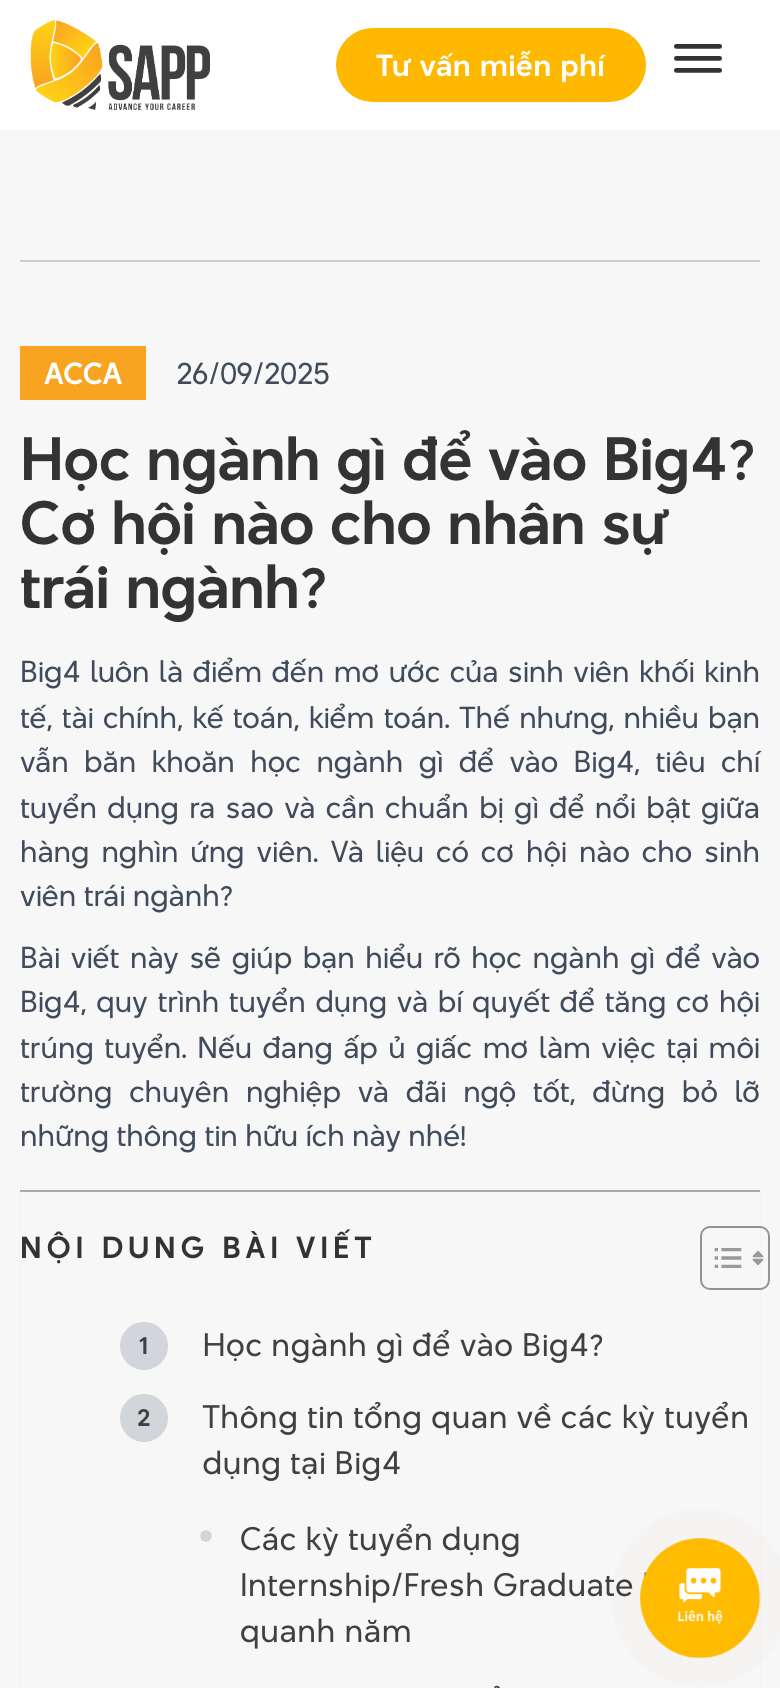 SAPP
ADVANCE YOUR CAREER
Tư vấn miễn phí
ACCA
26/09/2025
Học ngành gì để vào Big4?
Cơ hội nào cho nhân sự
trái ngành?
Big4 luôn là điểm đến mơ ước của sinh viên khối kinh
tế, tài chính, kế toán, kiểm toán. Thế nhưng, nhiều bạn
vẫn băn khoăn học ngành gì để vào Big4, tiêu chí
tuyển dụng ra sao và cần chuẩn bị gì để nổi bật giữa
hàng nghìn ứng viên. Và liệu có cơ hội nào cho sinh
viên trái ngành?
Bài viết này sẽ giúp bạn hiểu rõ học ngành gì để vào
Big4, quy trình tuyển dụng và bí quyết để tăng cơ hội
trúng tuyển. Nếu đang ấp ủ giấc mơ làm việc tại môi
trường chuyên nghiệp và đãi ngộ tốt, đừng bỏ lỡ
những thông tin hữu ích này nhé!
NỘI DUNG BÀI VIẾT
1 Học ngành gì để vào Big4?
2 Thông tin tổng quan về các kỳ tuyển
dụng tại Big4
Các kỳ tuyển dụng
Internship/Fresh Graduate
quanh năm
Liên hệ